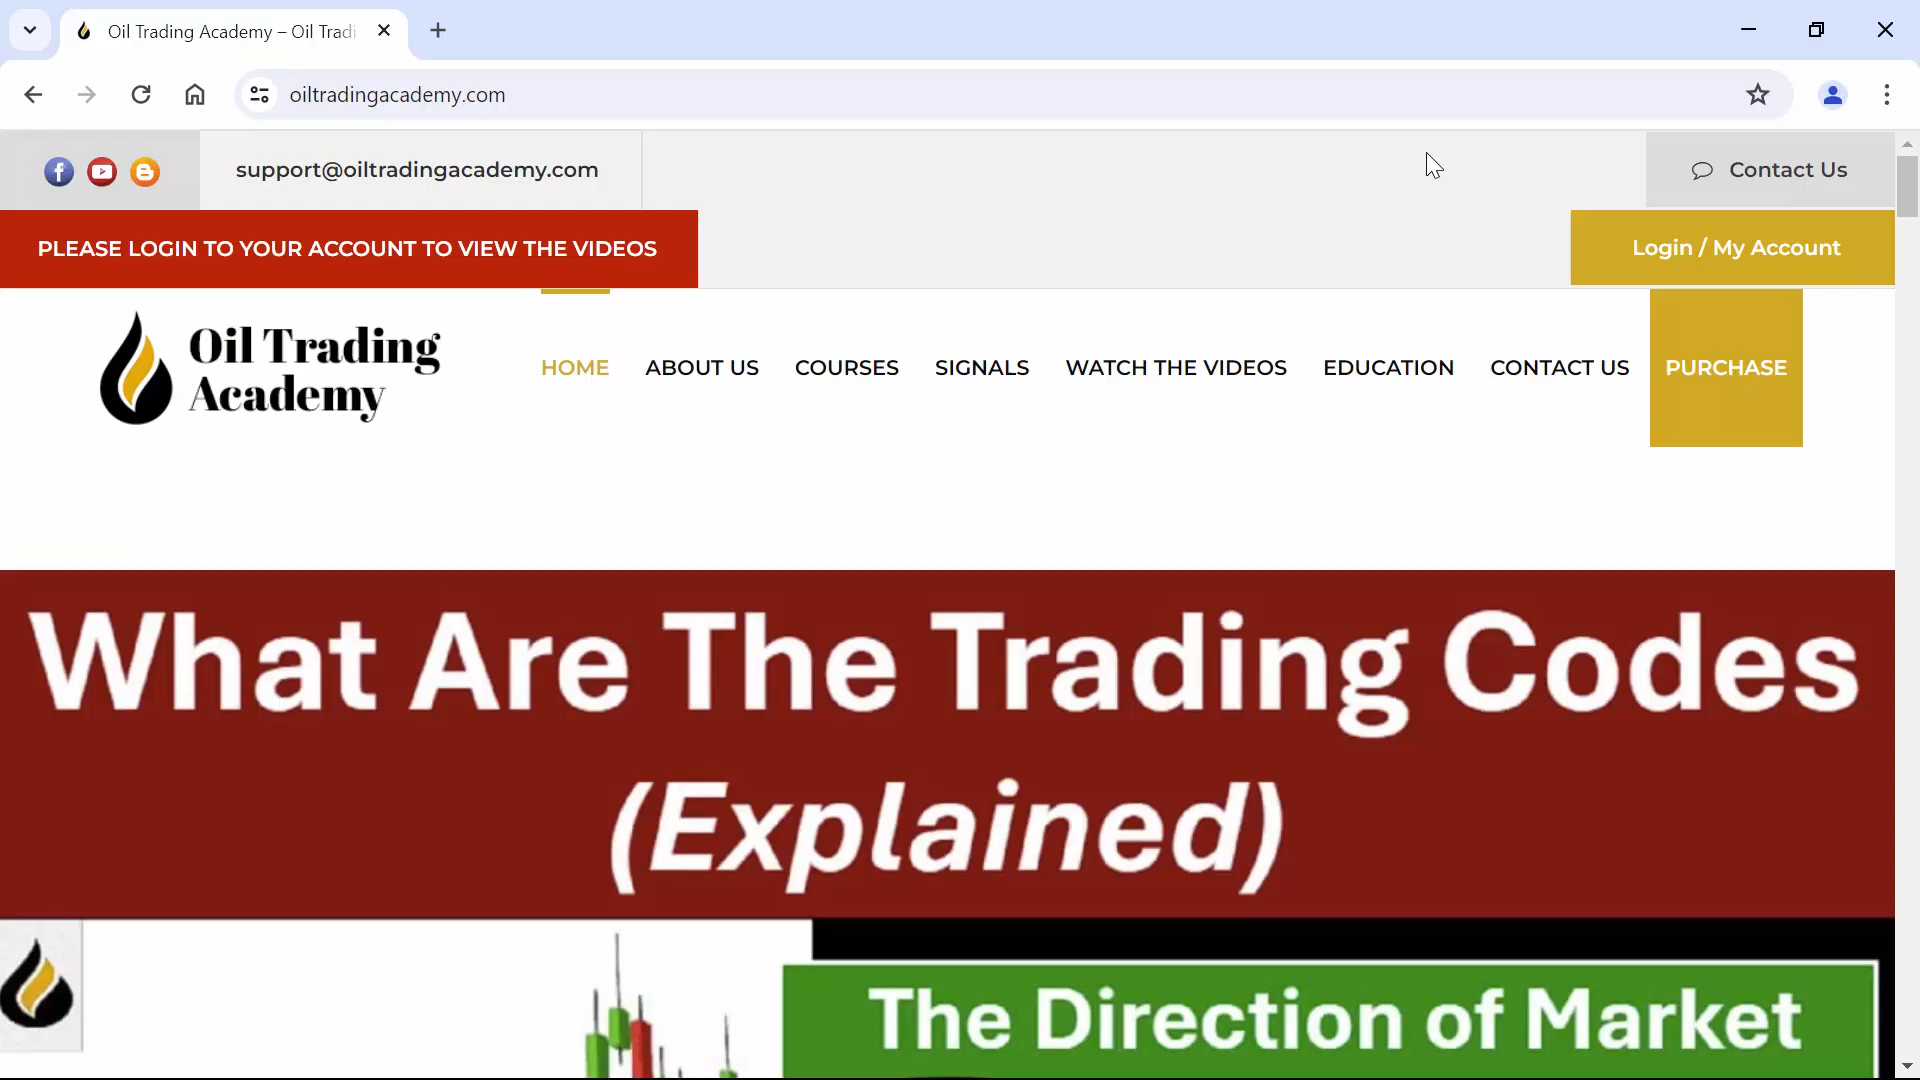 Oil Trading Academy – Oil Tradi
oiltradingacademy.com
support@oiltradingacademy.com
Contact Us
PLEASE LOGIN TO YOUR ACCOUNT TO VIEW THE VIDEOS
Login / My Account
Oil Trading
Academy
HOME ABOUT US COURSES SIGNALS WATCH THE VIDEOS EDUCATION CONTACT US PURCHASE
What Are The Trading Codes
(Explained)
The Direction of Market